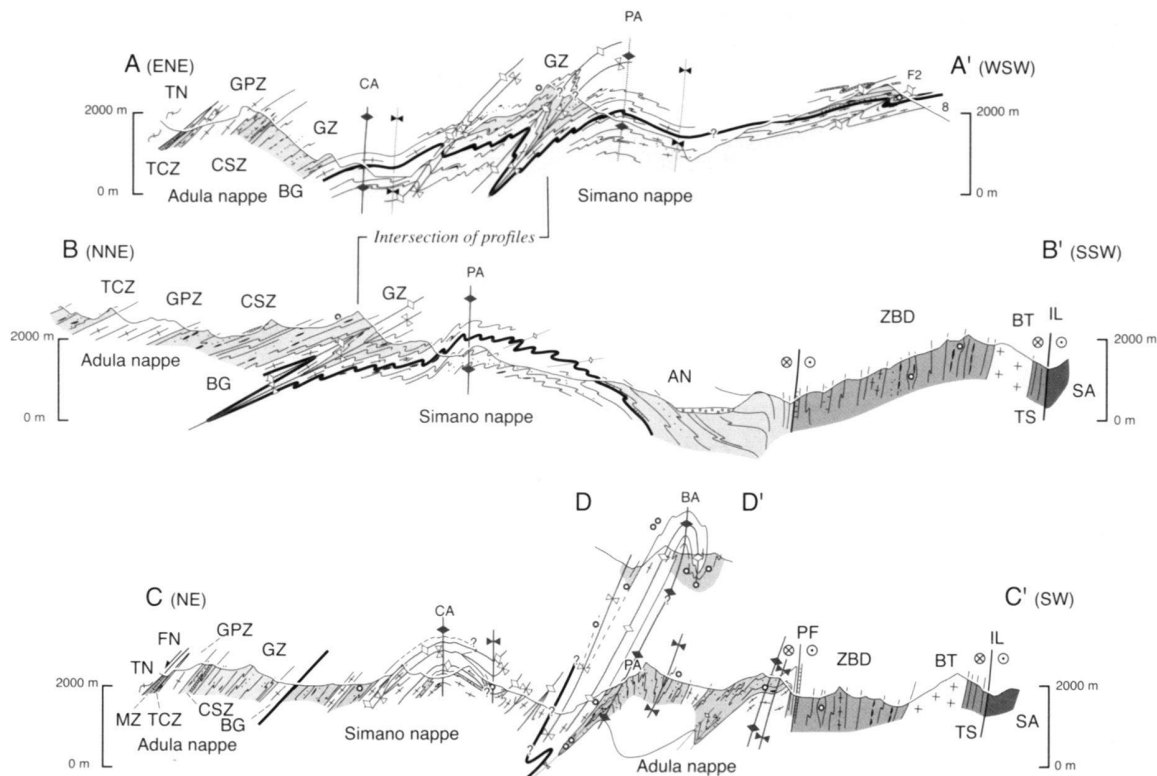 A (ENE)
TN
GPZ
GZ
CA
GZ
PA
A' (WSW)
F2
8
2000 m
0 m
TCZ
CSZ
BG
Adula nappe
Simano nappe
2000 m
0 m
Intersection of profiles
B (NNE)
TCZ
GPZ
CSZ
GZ
PA
B' (SSW)
ZBD
BT
IL
2000 m
0 m
Adula nappe
BG
Simano nappe
AN
TS
SA
2000 m
0 m
D
BA
D'
C (NE)
FN
GPZ
GZ
TN
CA
?
?
?
?
?
?
PA
C' (SW)
PF
ZBD
BT
IL
2000 m
0 m
MZ
TCZ
CSZ
BG
Adula nappe
Simano nappe
Adula nappe
TS
SA
2000 m
0 m